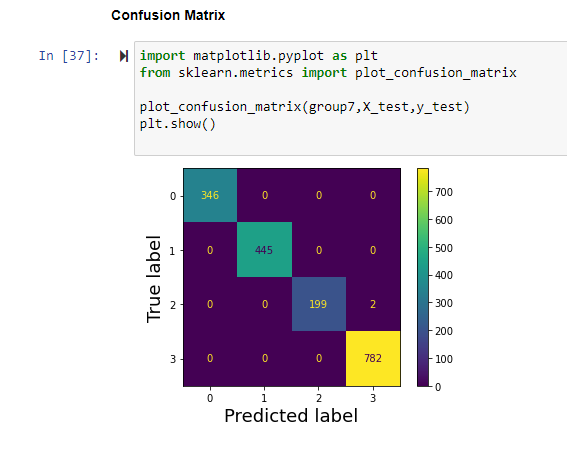 Confusion Matrix
In [37]:
import matplotlib.pyplot as plt
from sklearn.metrics import plot_confusion_matrix
plot_confusion_matrix(group7,X_test,y_test)
plt.show()
True label
0 346 0 0 0
1 0 445 0 0
2 0 0 199 2
3 0 0 0 782
0 1 2 3
Predicted label
700
600
500
400
300
200
100
0